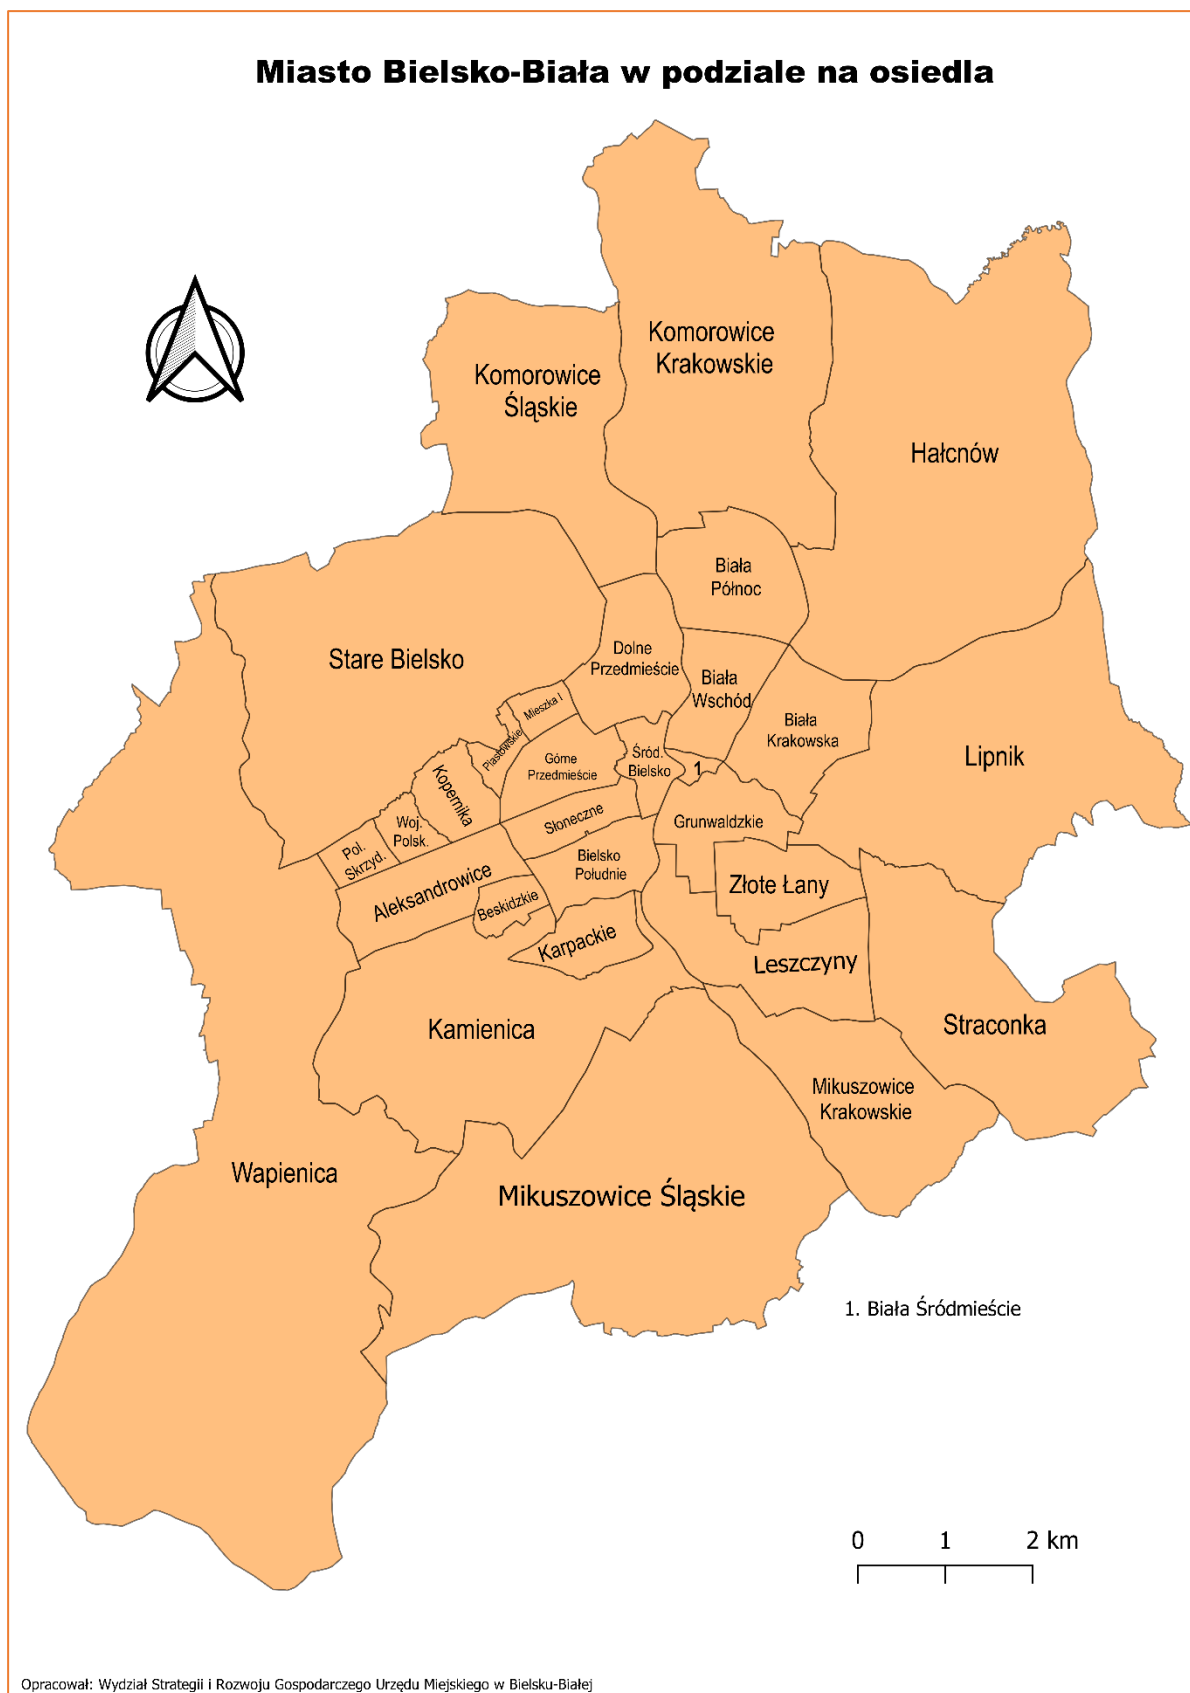 Miasto Bielsko-Biała w podziale na osiedla
Komorowice
Krakowskie
Komorowice
Śląskie
Hałcnów
Biała
Północ
Stare Bielsko
Dolne
Przedmieście
Biała
Wschód
Mieszka I
Biała
Krakowska
Piastowskie
Śród.
Bielsko
1
Lipnik
Górne
Przedmieście
Kopernika
Słoneczne
Grunwaldzkie
Woj.
Polsk.
Pol.
Skrzyd.
Bielsko
Południe
Aleksandrowice
Złote Łany
Beskidzkie
Karpackie
Leszczyny
Kamienica
Straconka
Mikuszowice
Krakowskie
Wapienica
Mikuszowice Śląskie
1. Biała Śródmieście
0 1 2 km
Opracował: Wydział Strategii i Rozwoju Gospodarczego Urzędu Miejskiego w Bielsku-Białej